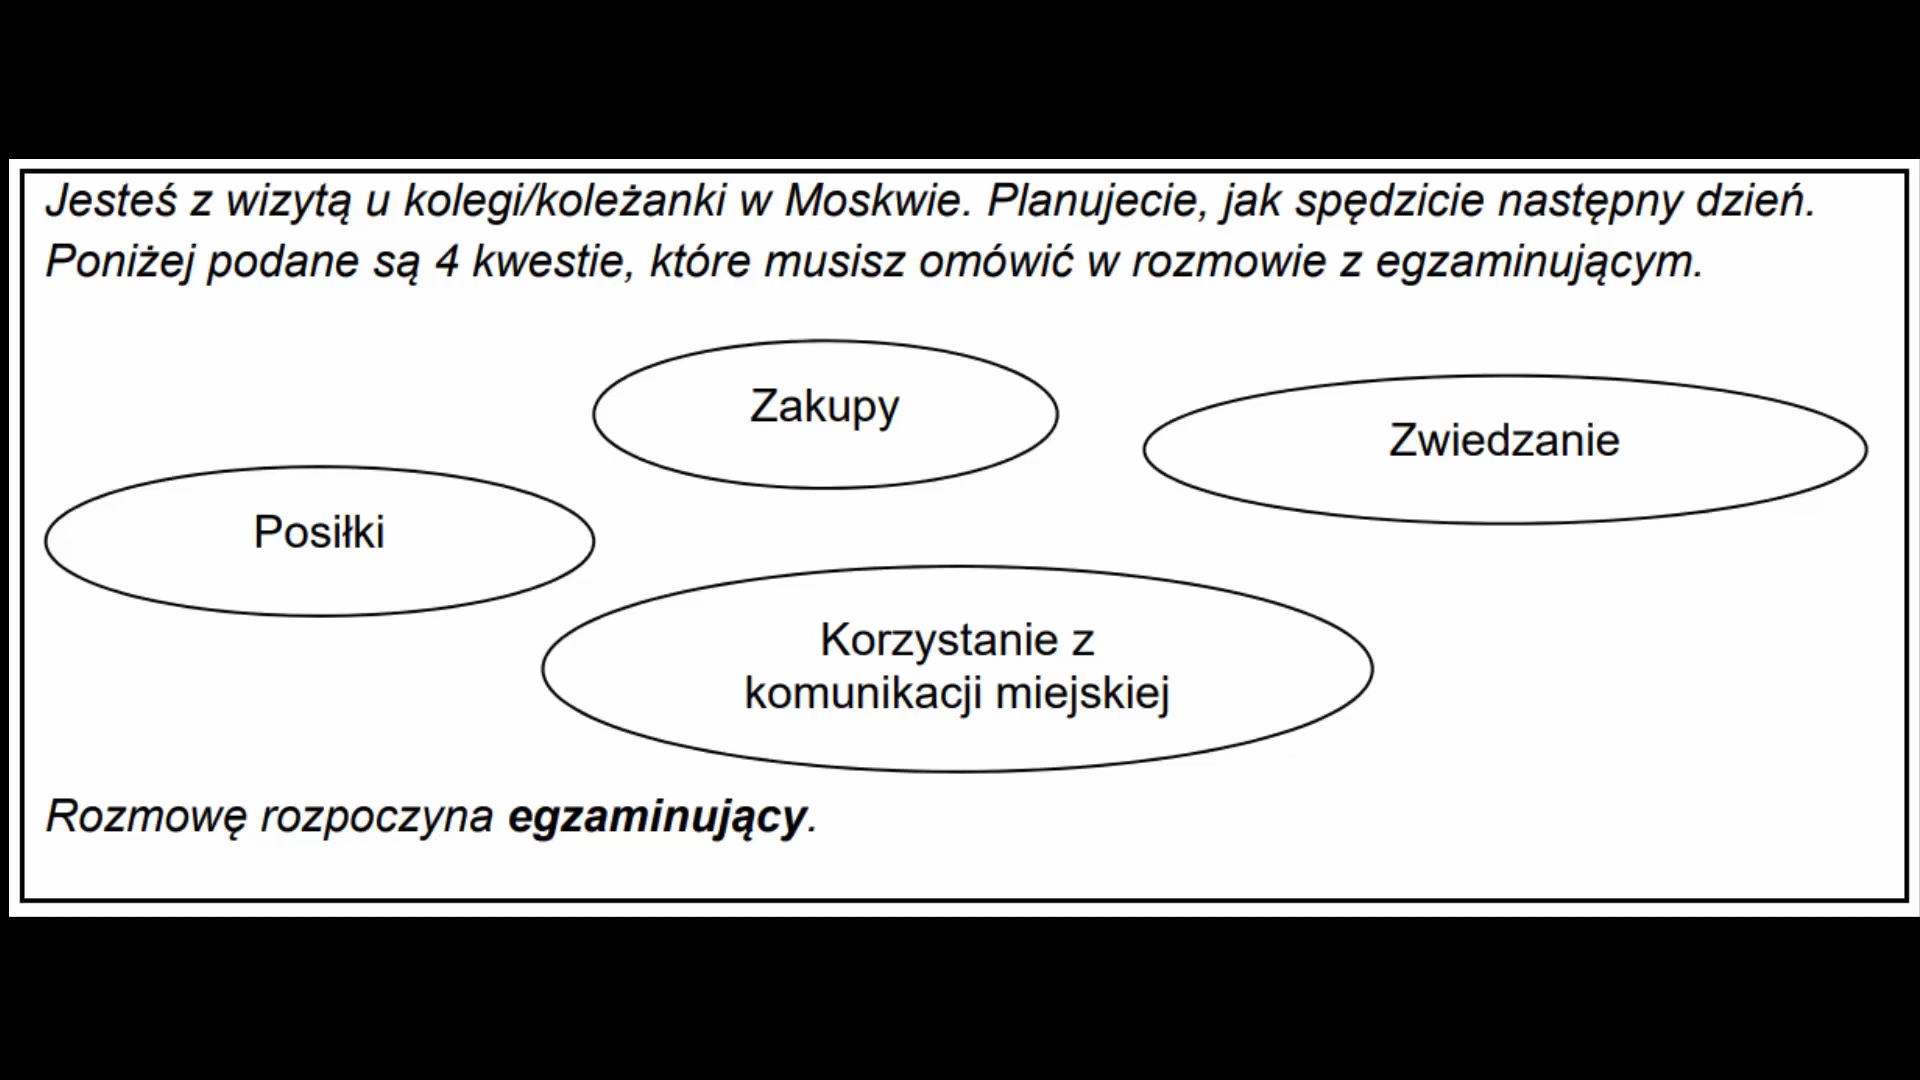 Jesteś z wizytą u kolegi/koleżanki w Moskwie. Planujecie, jak spędzicie następny dzień.
Poniżej podane są 4 kwestie, które musisz omówić w rozmowie z egzaminującym.
Zakupy
Zwiedzanie
Posiłki
Korzystanie z
komunikacji miejskiej
Rozmowę rozpoczyna egzaminujący.